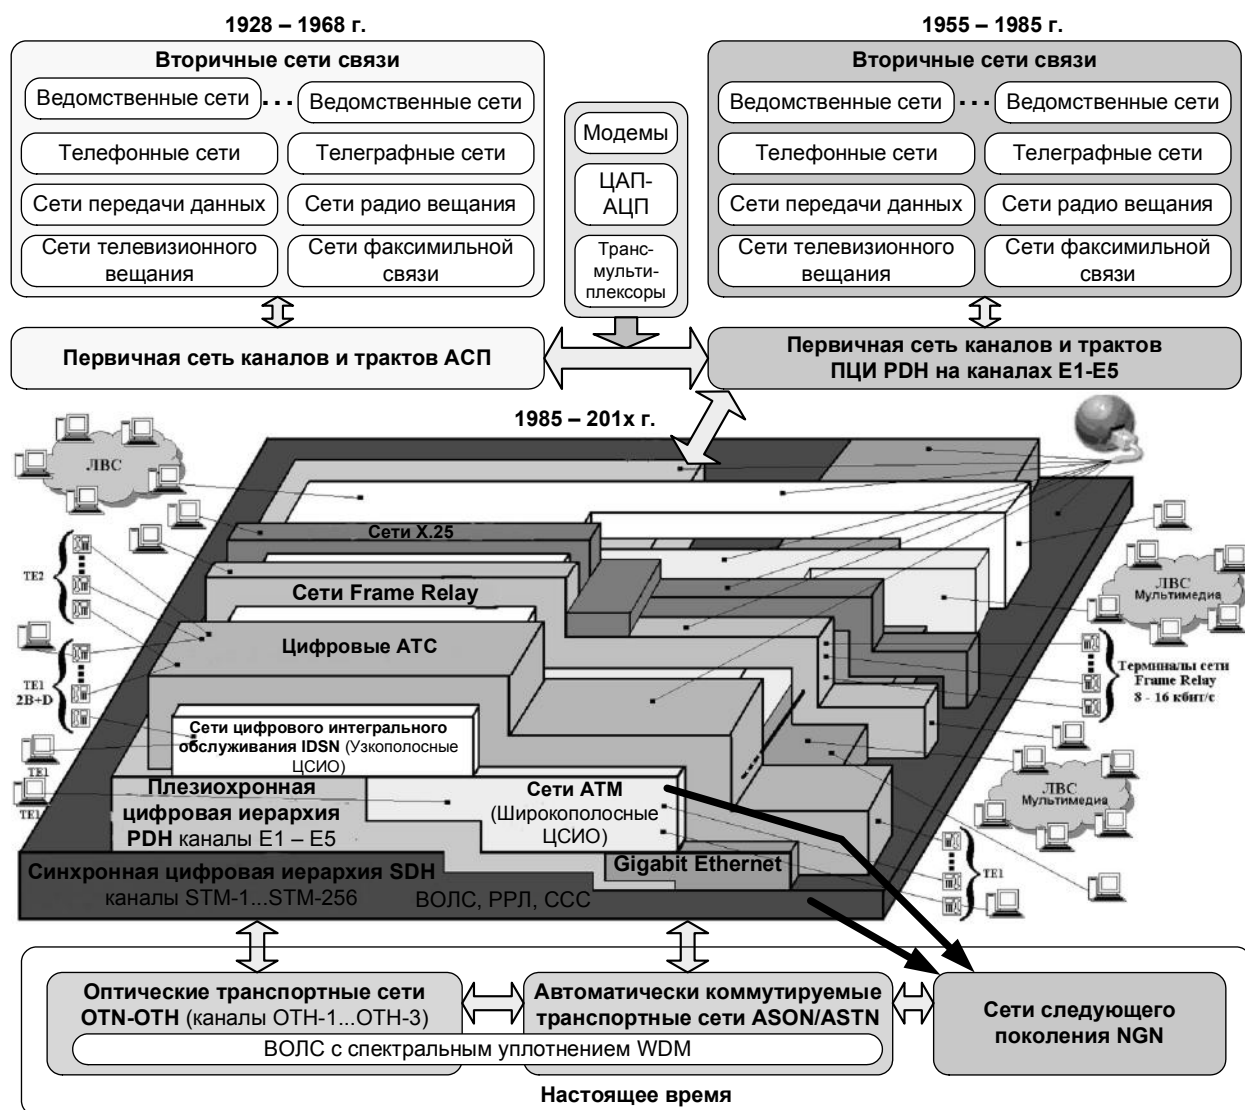 1928 – 1968 г.
1955 – 1985 г.
Вторичные сети связи
Ведомственные сети
...
Ведомственные сети
Телефонные сети
Телеграфные сети
Сети передачи данных
Сети радио вещания
Сети телевизионного
вещания
Сети факсимильной
связи
Модемы
ЦАП-
АЦП
Транс-
мульти-
плексоры
Вторичные сети связи
Ведомственные сети
...
Ведомственные сети
Телефонные сети
Телеграфные сети
Сети передачи данных
Сети радио вещания
Сети телевизионного
вещания
Сети факсимильной
связи
Первичная сеть каналов и трактов АСП
Первичная сеть каналов и трактов
ПЦИ PDH на каналах Е1-Е5
1985 – 201х г.
ЛВС
Сети X.25
Сети Frame Relay
Цифровые АТС
TE2
TE1
2B+D
TE1
TE1
ЛВС
Мультимедиа
Терминалы сети
Frame Relay
8 - 16 кбит/с
ЛВС
Мультимедиа
TE1
Сети цифрового интегрального
обслуживания IDSN (Узкополосные
ЦСИО)
Плезиохронная
цифровая иерархия
PDH каналы Е1 – Е5
Сети АТМ
(Широкополосные
ЦСИО)
Gigabit Ethernet
Синхронная цифровая иерархия SDH
каналы STM-1...STM-256
ВОЛС, РРЛ, ССС
Оптические транспортные сети
OTN-OTH (каналы OTH-1...OTH-3)
Автоматически коммутируемые
транспортные сети ASON/ASTN
ВОЛС с спектральным уплотнением WDM
Сети следующего
поколения NGN
Настоящее время